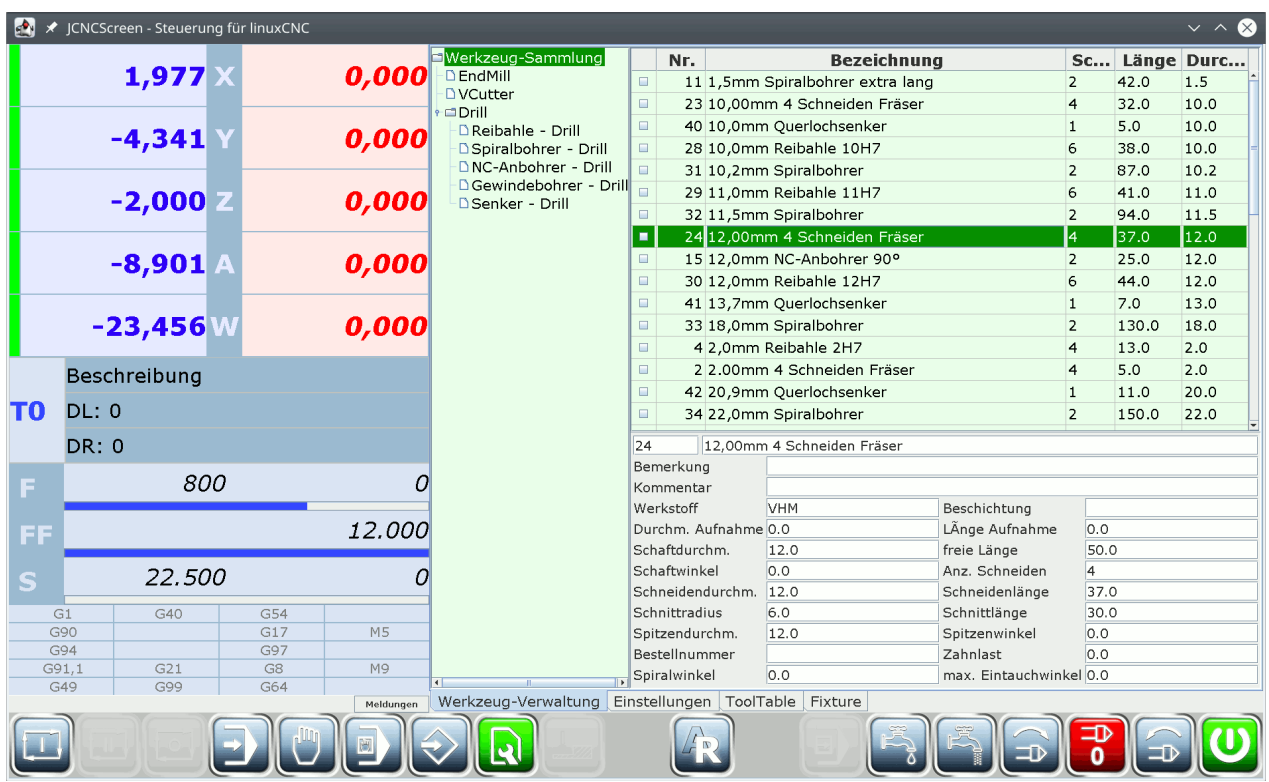 JCNCScreen - Steuerung für linuxCNC
1,977 X 0,000
-4,341 Y 0,000
-2,000 Z 0,000
-8,901 A 0,000
-23,456 W 0,000
T0
Beschreibung
DL: 0
DR: 0
F 800 0
FF 12.000
S 22.500 0
G1 G40 G54
G90 G17 M5
G94 G97
G91,1 G21 G8 M9
G49 G99 G64
Meldungen
Werkzeug-Sammlung
EndMill
VCutter
Drill
Reibahle - Drill
Spiralbohrer - Drill
NC-Anbohrer - Drill
Gewindebohrer - Drill
Senker - Drill
Nr. Bezeichnung Sc... Länge Durc...
11 1,5mm Spiralbohrer extra lang 2 42.0 1.5
23 10,00mm 4 Schneiden Fräser 4 32.0 10.0
40 10,0mm Querlochsenker 1 5.0 10.0
28 10,0mm Reibahle 10H7 6 38.0 10.0
31 10,2mm Spiralbohrer 2 87.0 10.2
29 11,0mm Reibahle 11H7 6 41.0 11.0
32 11,5mm Spiralbohrer 2 94.0 11.5
24 12,00mm 4 Schneiden Fräser 4 37.0 12.0
15 12,0mm NC-Anbohrer 90° 2 25.0 12.0
30 12,0mm Reibahle 12H7 6 44.0 12.0
41 13,7mm Querlochsenker 1 7.0 13.0
33 18,0mm Spiralbohrer 2 130.0 18.0
4 2,0mm Reibahle 2H7 4 13.0 2.0
2 2.00mm 4 Schneiden Fräser 4 5.0 2.0
42 20,9mm Querlochsenker 1 11.0 20.0
34 22,0mm Spiralbohrer 2 150.0 22.0
24 12,00mm 4 Schneiden Fräser
Bemerkung
Kommentar
Werkstoff VHM Beschichtung
Durchm. Aufnahme 0.0 LÃnge Aufnahme 0.0
Schaftdurchm. 12.0 freie Länge 50.0
Schaftwinkel 0.0 Anz. Schneiden 4
Schneidendurchm. 12.0 Schneidenlänge 37.0
Schnittradius 6.0 Schnittlänge 30.0
Spitzendurchm. 12.0 Spitzenwinkel 0.0
Bestellnummer Zahnlast 0.0
Spiralwinkel 0.0 max. Eintauchwinkel 0.0
Werkzeug-Verwaltung Einstellungen ToolTable Fixture
AR
0